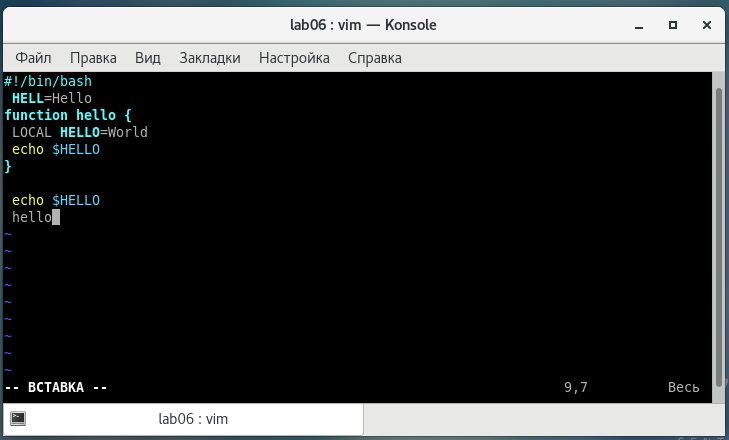 lab06 : vim — Konsole
Файл Правка Вид Закладки Настройка Справка
#!/bin/bash
 HELL=Hello
function hello {
 LOCAL HELLO=World
 echo $HELLO
}
 echo $HELLO
 hello
~
~
~
~
~
~
~
~
~
-- ВСТАВКА -- 9,7 Весь
lab06 : vim